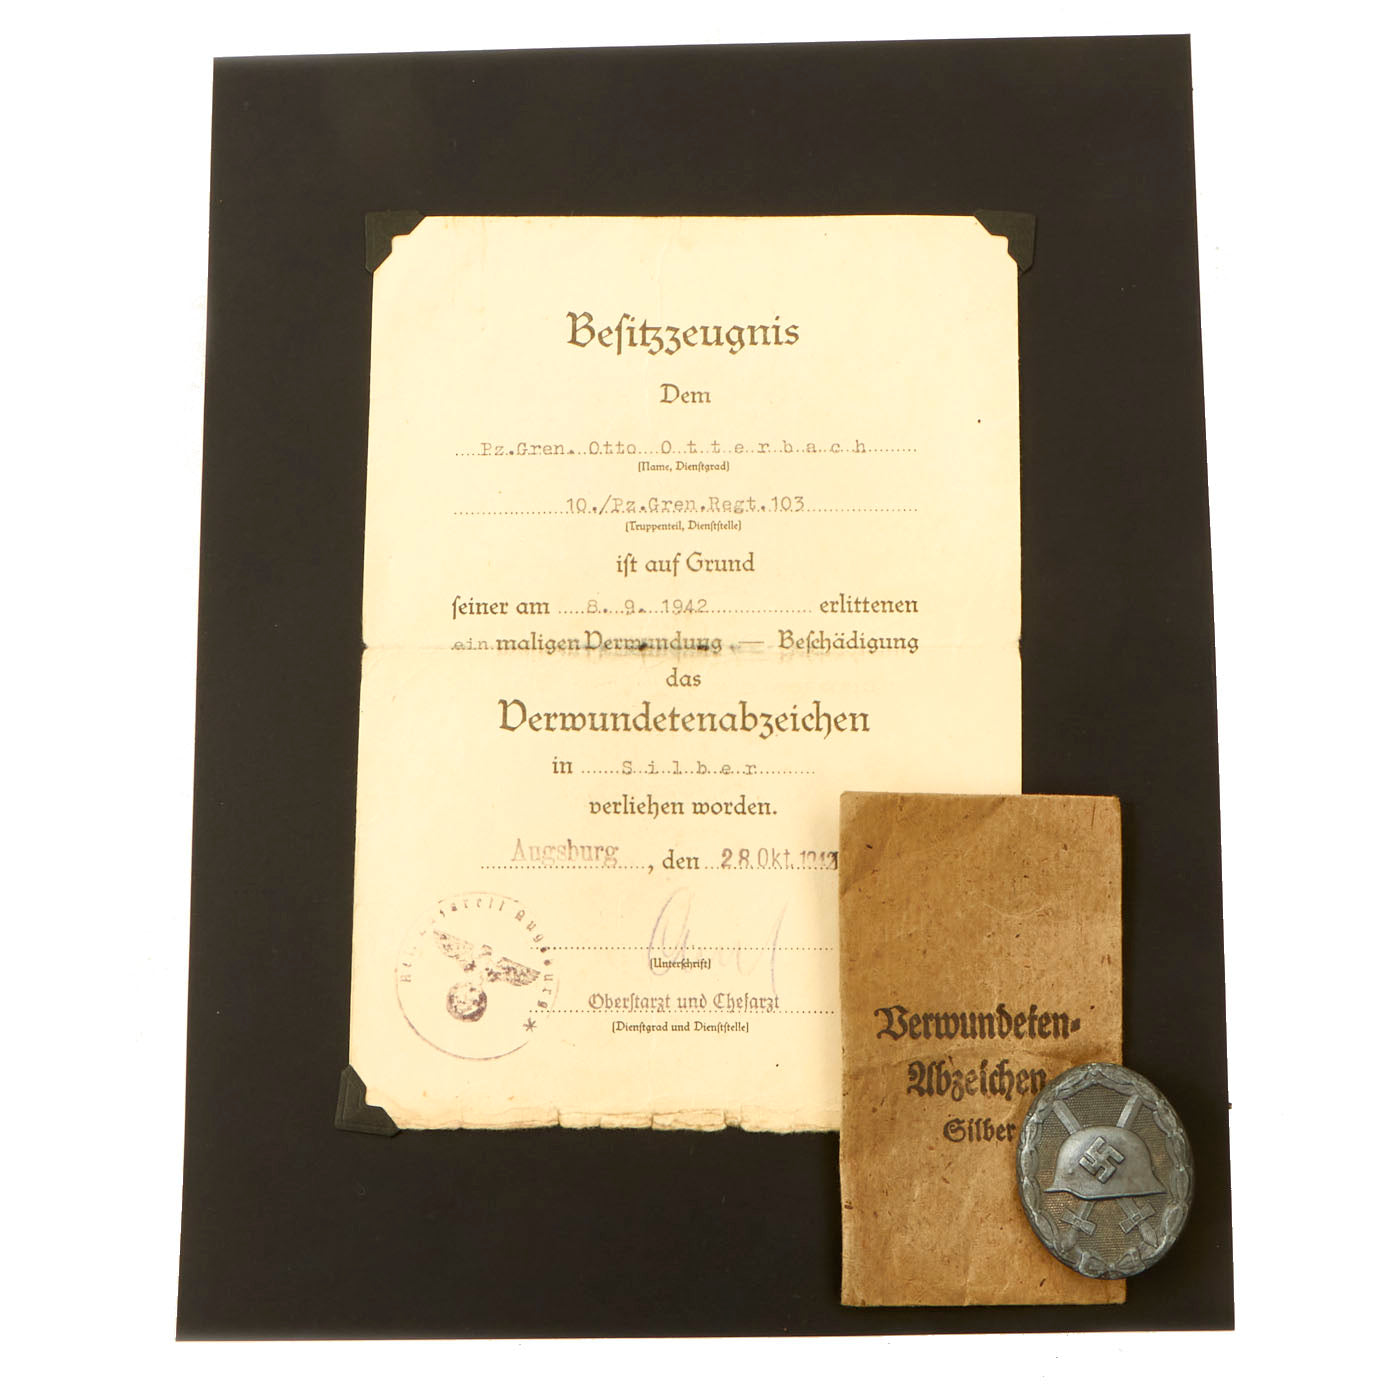 Besitzzeugnis
Dem
Pz.Gren. Otto O t t e r b a c h
(Name, Dienstgrad)
10./Pz.Gren.Regt.103
(Truppenteil, Dienststelle)
ist auf Grund
seiner am 8. 9. 1942 erlittenen
ein maligen Verwundung — Beschädigung
das
Verwundetenabzeichen
in S i l b e r
verliehen worden.
Augsburg, den 28. Okt. 1942
(Unterschrift)
Oberstarzt und Chefarzt
(Dienstgrad und Dienststelle)
Augsburg *
Verwundeten-
Abzeichen
Silber